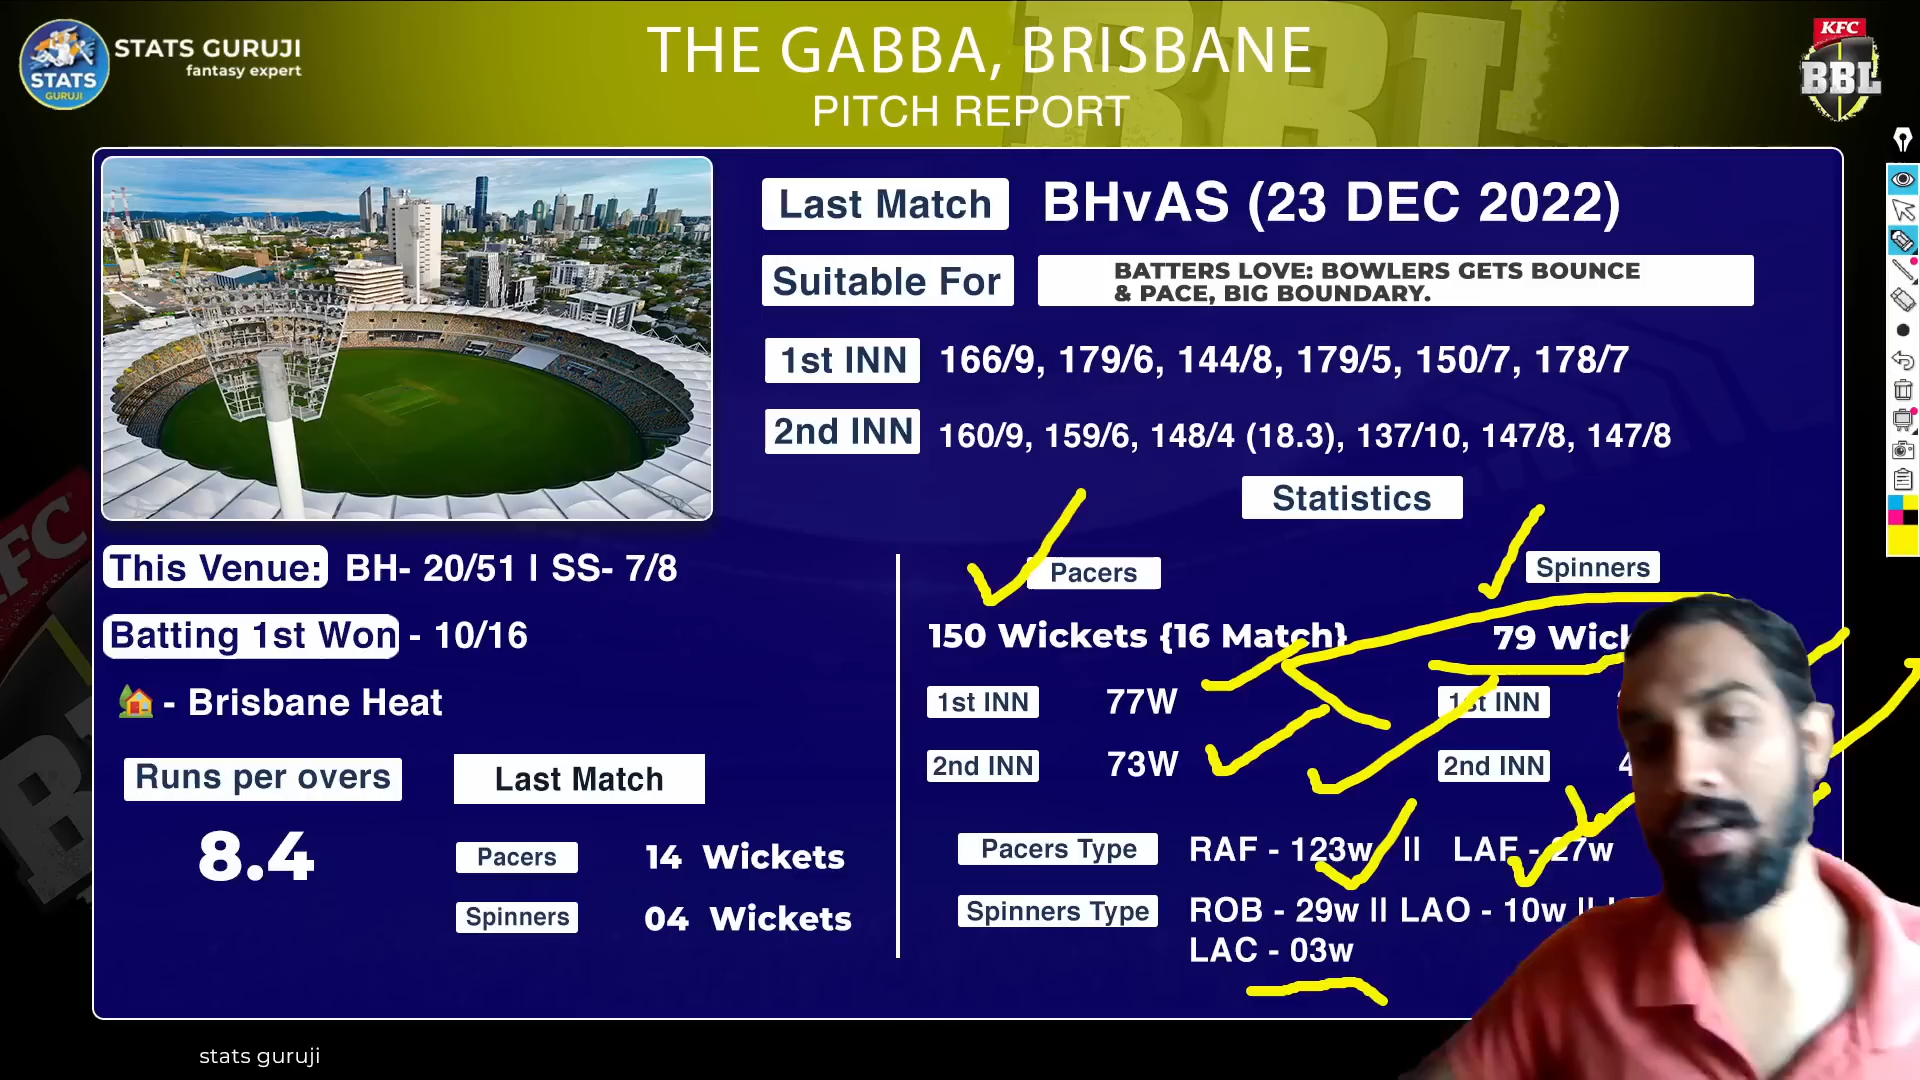 STATS GURUJI
fantasy expert
STATS
GURUJI
THE GABBA, BRISBANE
PITCH REPORT
KFC
BBL
Last Match BHvAS (23 DEC 2022)
Suitable For BATTERS LOVE: BOWLERS GETS BOUNCE
& PACE, BIG BOUNDARY.
1st INN 166/9, 179/6, 144/8, 179/5, 150/7, 178/7
2nd INN 160/9, 159/6, 148/4 (18.3), 137/10, 147/8, 147/8
Statistics
This Venue: BH- 20/51 | SS- 7/8
Batting 1st Won - 10/16
- Brisbane Heat
Runs per overs
8.4
Last Match
Pacers 14 Wickets
Spinners 04 Wickets
Pacers
150 Wickets {16 Match}
1st INN 77W
2nd INN 73W
Spinners
79
1st INN
2nd INN
Pacers Type RAF - 123w || LAF - 27w
Spinners Type ROB - 29w || LAO - 10w ||
LAC - 03w
stats guruji